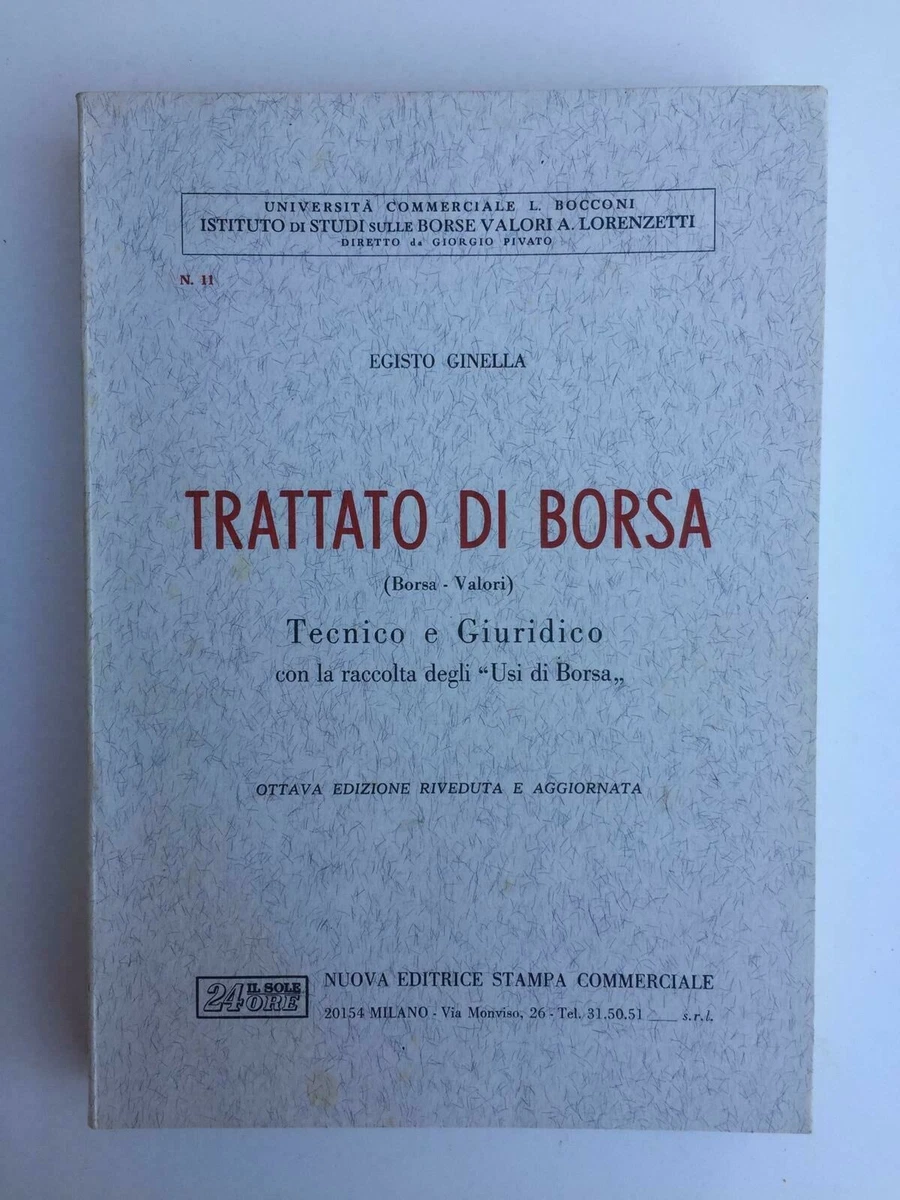 UNIVERSITÀ COMMERCIALE L. BOCCONI
ISTITUTO DI STUDI SULLE BORSE VALORI A. LORENZETTI
DIRETTO da GIORGIO PIVATO
N. 11
EGISTO GINELLA
TRATTATO DI BORSA
(Borsa - Valori)
Tecnico e Giuridico
con la raccolta degli “Usi di Borsa„
OTTAVA EDIZIONE RIVEDUTA E AGGIORNATA
24 IL SOLE ORE
NUOVA EDITRICE STAMPA COMMERCIALE
20154 MILANO - Via Monviso, 26 - Tel. 31.50.51 ___ s.r.l.